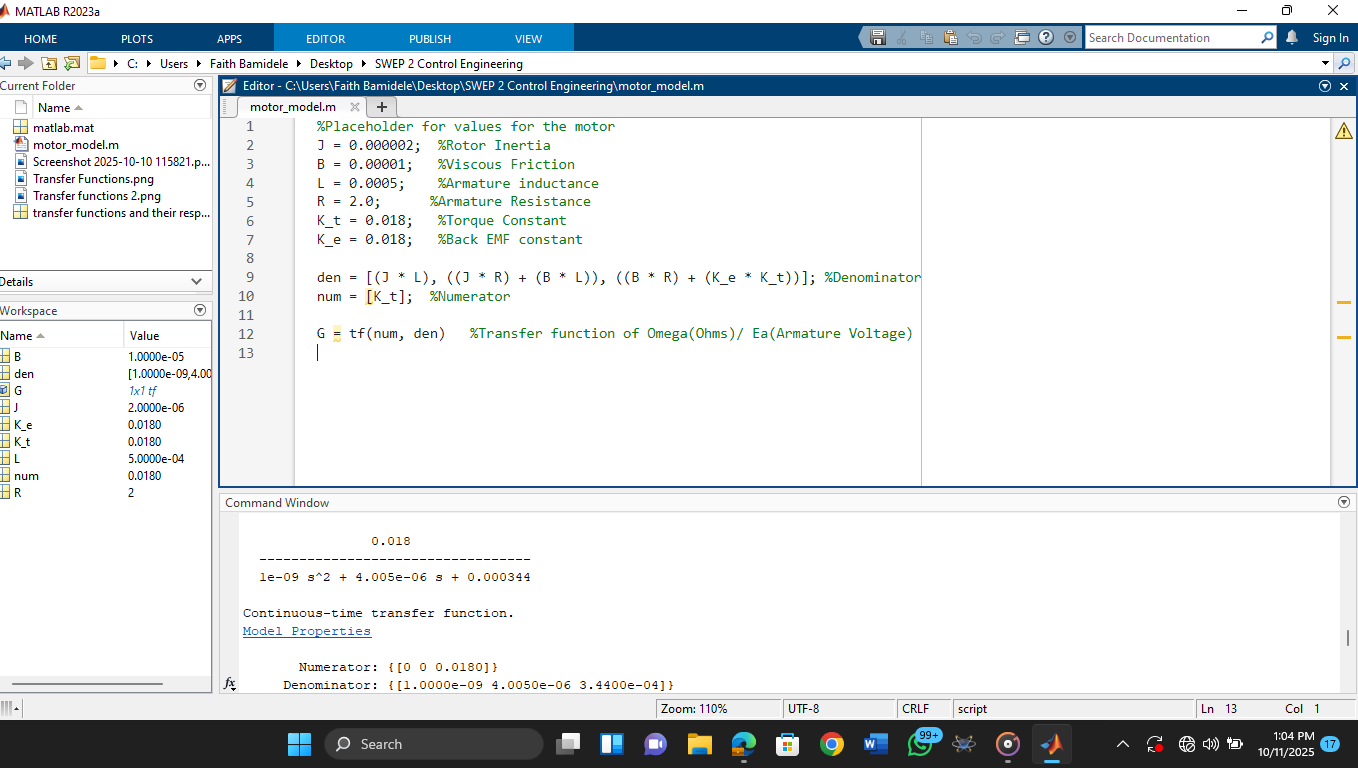 MATLAB R2023a
HOME PLOTS APPS EDITOR PUBLISH VIEW Search Documentation Sign In
C: Users Faith Bamidele Desktop SWEP 2 Control Engineering
Current Folder
Name
matlab.mat
motor_model.m
Screenshot 2025-10-10 115821.p...
Transfer Functions.png
Transfer functions 2.png
transfer functions and their resp...
Details
Workspace
Name Value
B 1.0000e-05
den [1.0000e-09,4.00
G 1x1 tf
J 2.0000e-06
K_e 0.0180
K_t 0.0180
L 5.0000e-04
num 0.0180
R 2
Editor - C:\Users\Faith Bamidele\Desktop\SWEP 2 Control Engineering\motor_model.m
motor_model.m +
1 %Placeholder for values for the motor
2 J = 0.000002; %Rotor Inertia
3 B = 0.00001; %Viscous Friction
4 L = 0.0005; %Armature inductance
5 R = 2.0; %Armature Resistance
6 K_t = 0.018; %Torque Constant
7 K_e = 0.018; %Back EMF constant
8
9 den = [(J * L), ((J * R) + (B * L)), ((B * R) + (K_e * K_t))]; %Denominator
10 num = [K_t]; %Numerator
11
12 G = tf(num, den) %Transfer function of Omega(Ohms)/ Ea(Armature Voltage)
13
Command Window
0.018
----------------------------------
1e-09 s^2 + 4.005e-06 s + 0.000344
Continuous-time transfer function.
Model Properties
Numerator: {[0 0 0.0180]}
Denominator: {[1.0000e-09 4.0050e-06 3.4400e-04]}
fx
Zoom: 110% UTF-8 CRLF script Ln 13 Col 1
Search
99+
1:04 PM
10/11/2025
17